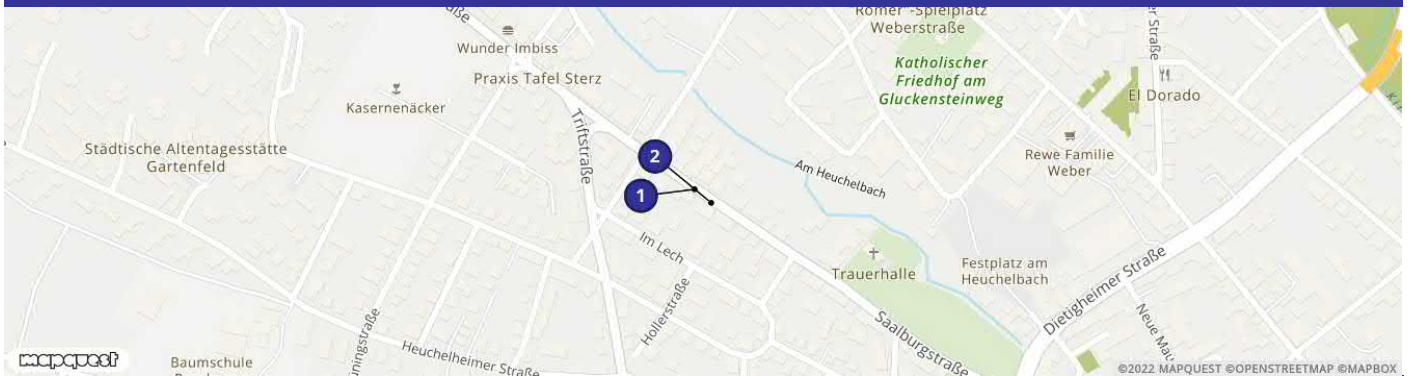 Römer -Spielplatz
Weberstraße
Wunder Imbiss
Praxis Tafel Sterz
Kasernenäcker
Katholischer
Friedhof am
Gluckensteinweg
El Dorado
Rewe Familie
Weber
Städtische Altentagesstätte
Gartenfeld
Triftstraße
2
1
Am Heuchelbach
Im Lech
Trauerhalle
Festplatz am
Heuchelbach
Dietigheimer Straße
Hollerstraße
Saalburgstraße
Heuchelheimer Straße
Baumschule
mapquest
©2022 MAPQUEST ©OPENSTREETMAP ©MAPBOX